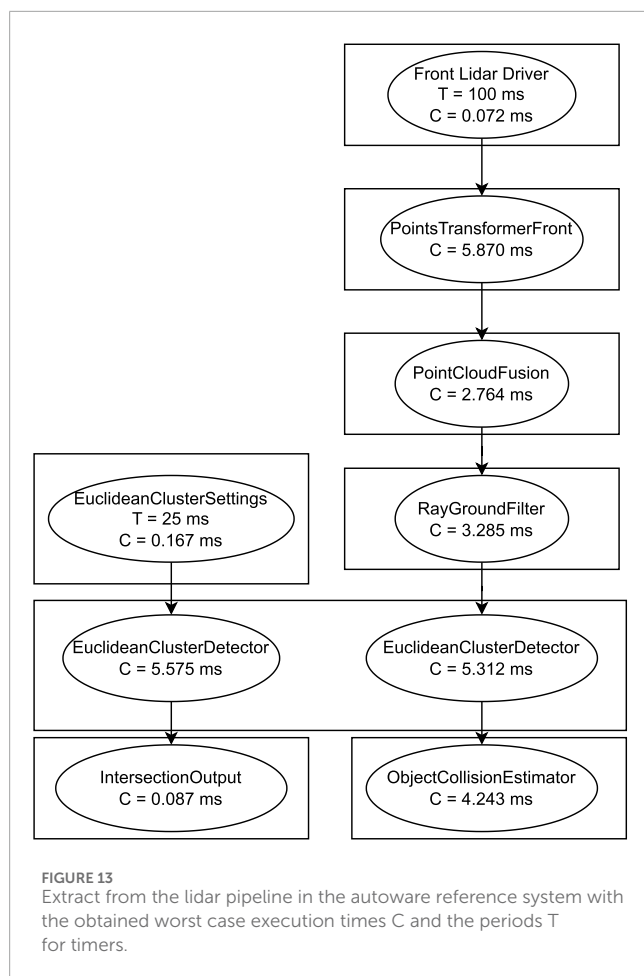 Front Lidar Driver
T = 100 ms
C = 0.072 ms
PointsTransformerFront
C = 5.870 ms
PointCloudFusion
C = 2.764 ms
RayGroundFilter
C = 3.285 ms
EuclideanClusterSettings
T = 25 ms
C = 0.167 ms
EuclideanClusterDetector
C = 5.575 ms
EuclideanClusterDetector
C = 5.312 ms
IntersectionOutput
C = 0.087 ms
ObjectCollisionEstimator
C = 4.243 ms
FIGURE 13
Extract from the lidar pipeline in the autoware reference system with
the obtained worst case execution times C and the periods T
for timers.